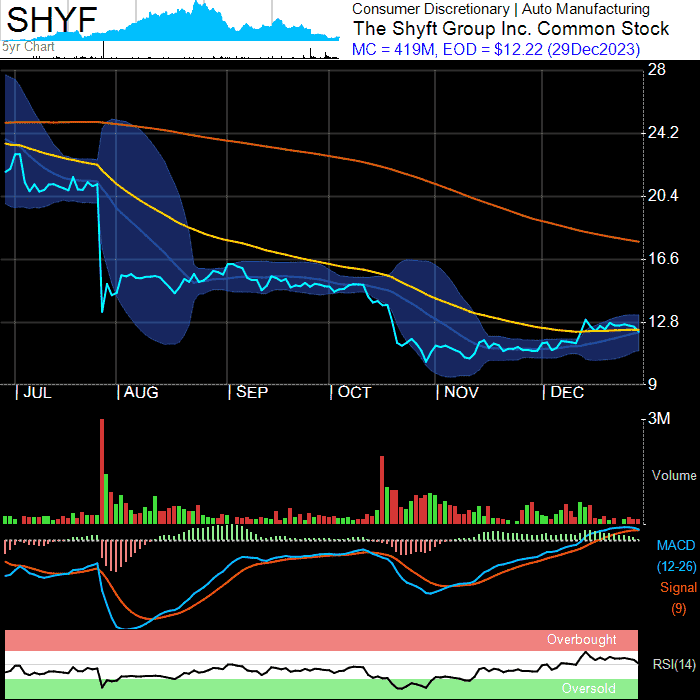 SHYF
5yr Chart
Consumer Discretionary | Auto Manufacturing
The Shyft Group Inc. Common Stock
MC = 419M, EOD = $12.22 (29Dec2023)
28
24.2
20.4
16.6
12.8
9
JUL AUG SEP OCT NOV DEC
3M
Volume
MACD
(12-26)
Signal
(9)
Overbought
RSI(14)
Oversold